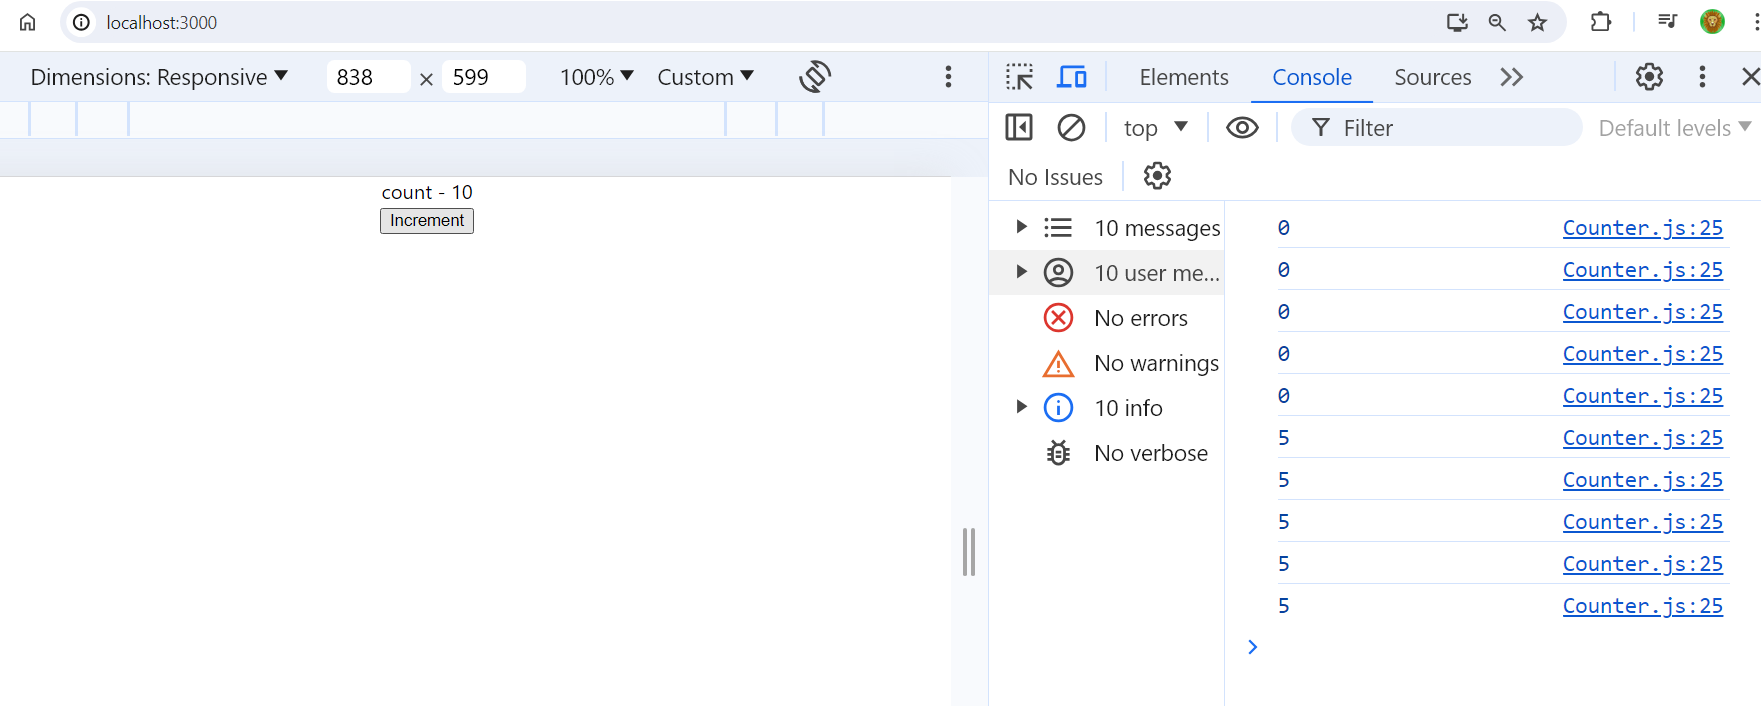 localhost:3000
Dimensions: Responsive 838 × 599 100% Custom
Elements Console Sources
top Filter Default levels
No Issues
count - 10
Increment
10 messages
10 user me...
No errors
No warnings
10 info
No verbose
0 Counter.js:25
0 Counter.js:25
0 Counter.js:25
0 Counter.js:25
0 Counter.js:25
5 Counter.js:25
5 Counter.js:25
5 Counter.js:25
5 Counter.js:25
5 Counter.js:25